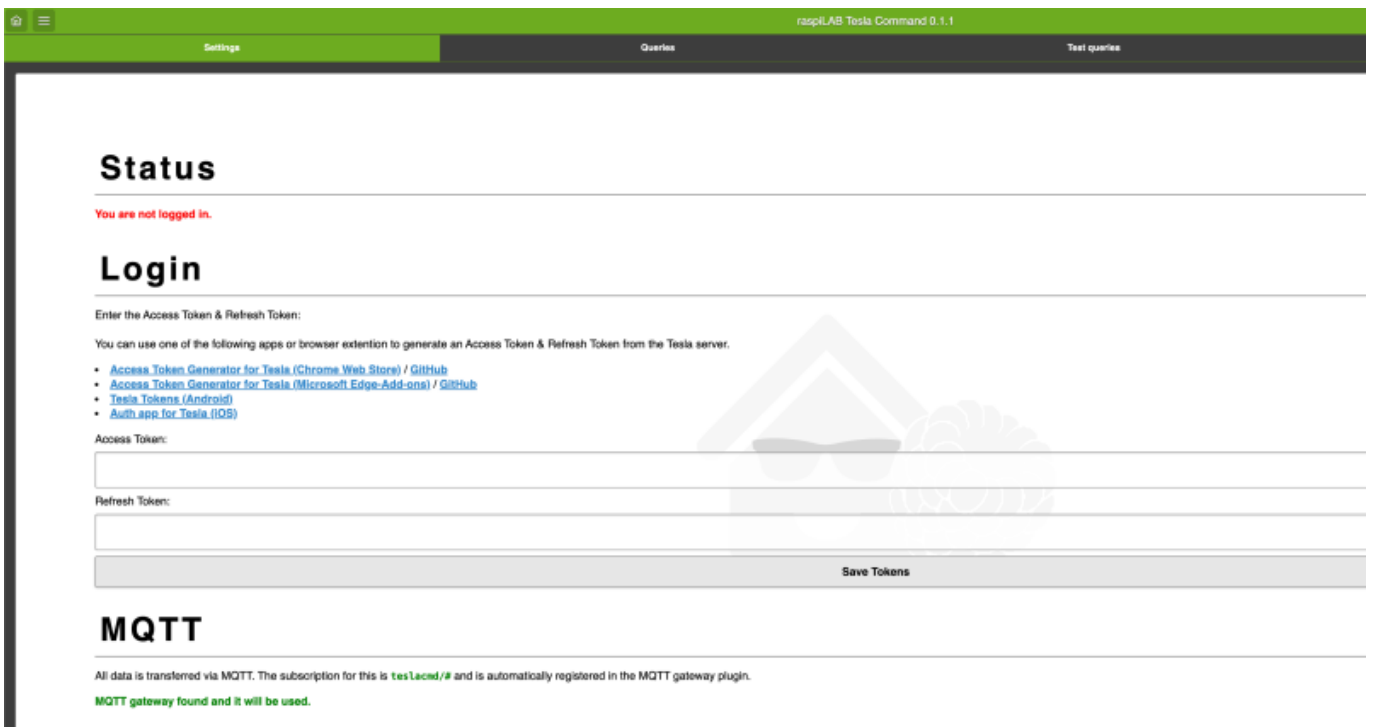 raspiLAB Tesla Command 0.1.1
Settings Queries Test queries
Status
You are not logged in.
Login
Enter the Access Token & Refresh Token:
You can use one of the following apps or browser extention to generate an Access Token & Refresh Token from the Tesla server.
• Access Token Generator for Tesla (Chrome Web Store) / GitHub
• Access Token Generator for Tesla (Microsoft Edge-Add-ons) / GitHub
• Tesla Tokens (Android)
• Auth app for Tesla (iOS)
Access Token:
Refresh Token:
Save Tokens
MQTT
All data is transferred via MQTT. The subscription for this is teslacmd/# and is automatically registered in the MQTT gateway plugin.
MQTT gateway found and it will be used.